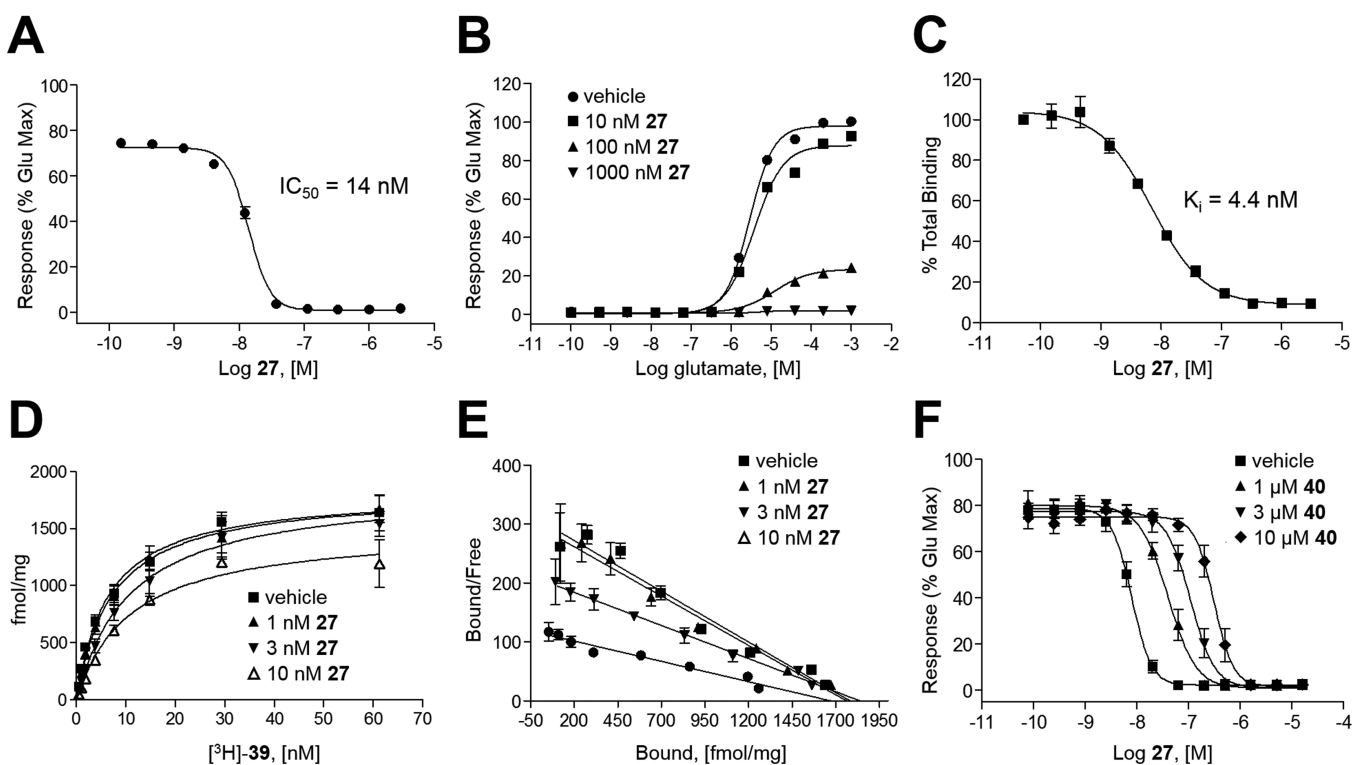 A
Response (% Glu Max)
100
80
60
40
20
0
IC50 = 14 nM
-10 -9 -8 -7 -6 -5
Log 27, [M]
B
Response (% Glu Max)
120
100
80
60
40
20
0
vehicle
10 nM 27
100 nM 27
1000 nM 27
-11 -10 -9 -8 -7 -6 -5 -4 -3 -2 -1
Log glutamate, [M]
C
% Total Binding
120
100
80
60
40
20
0
Ki = 4.4 nM
-11 -10 -9 -8 -7 -6 -5
Log 27, [M]
D
fmol/mg
2000
1500
1000
500
0
vehicle
1 nM 27
3 nM 27
10 nM 27
0 10 20 30 40 50 60 70
[³H]-39, [nM]
E
Bound/Free
400
300
200
100
0
vehicle
1 nM 27
3 nM 27
10 nM 27
-50 200 450 700 950 1200 1450 1700 1950
Bound, [fmol/mg]
F
Response (% Glu Max)
100
80
60
40
20
0
vehicle
1 µM 40
3 µM 40
10 µM 40
-11 -10 -9 -8 -7 -6 -5 -4
Log 27, [M]